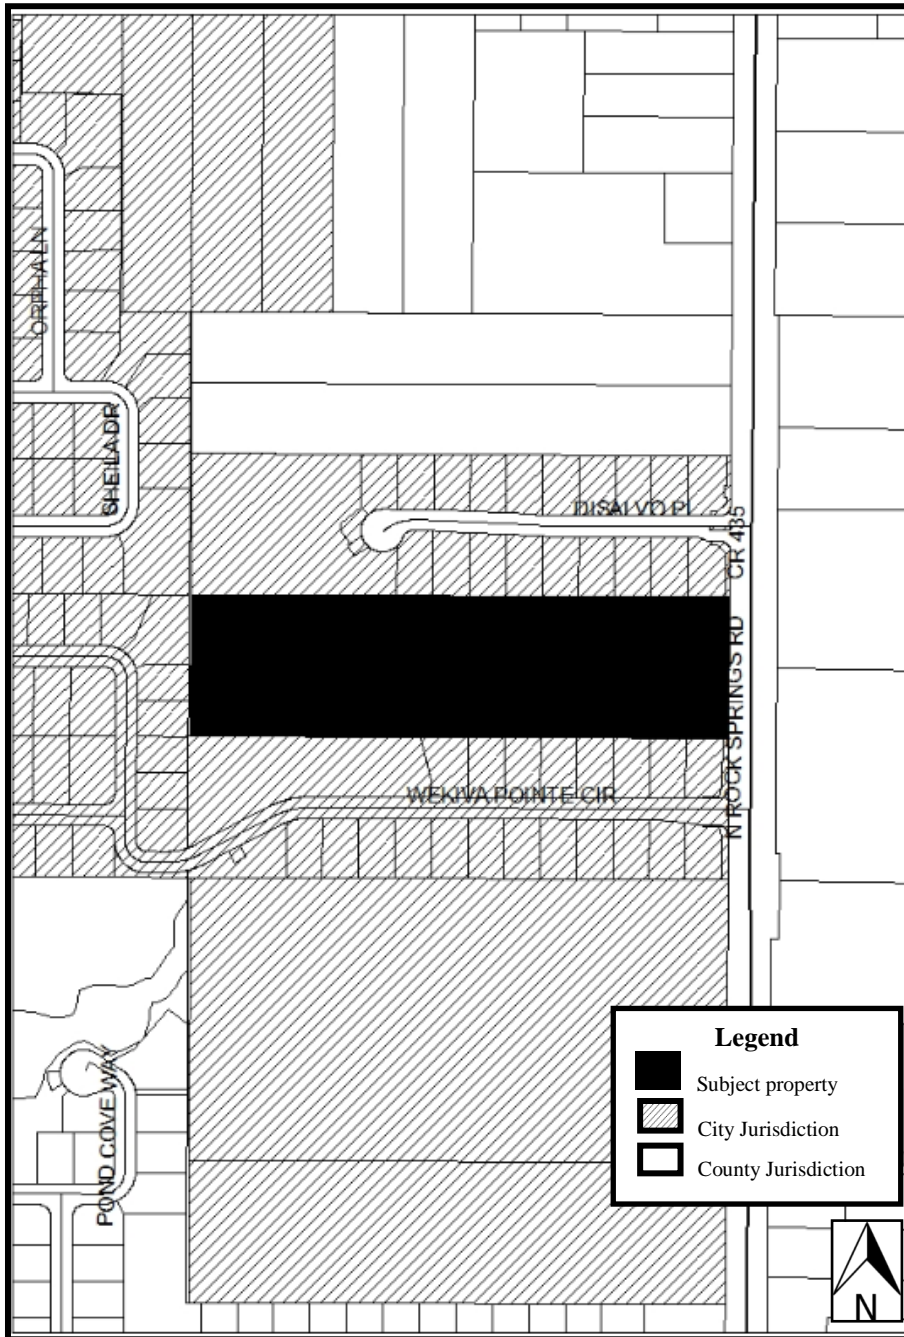 ORPHA LN
SHEILA DR
DISALVO PL
CR 435
N ROCK SPRINGS RD
WEKIVA POINTE CIR
POND COVE WAY
Legend
Subject property
City Jurisdiction
County Jurisdiction
N